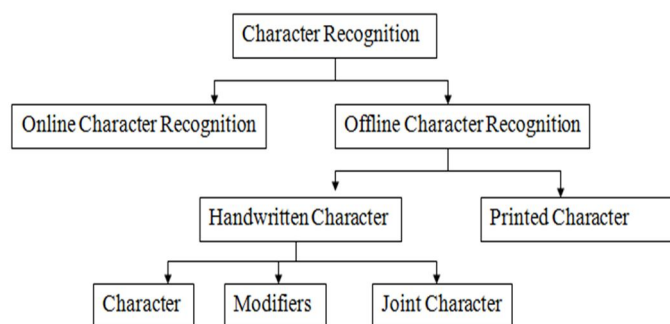 Character Recognition
Online Character Recognition
Offline Character Recognition
Handwritten Character
Printed Character
Character
Modifiers
Joint Character